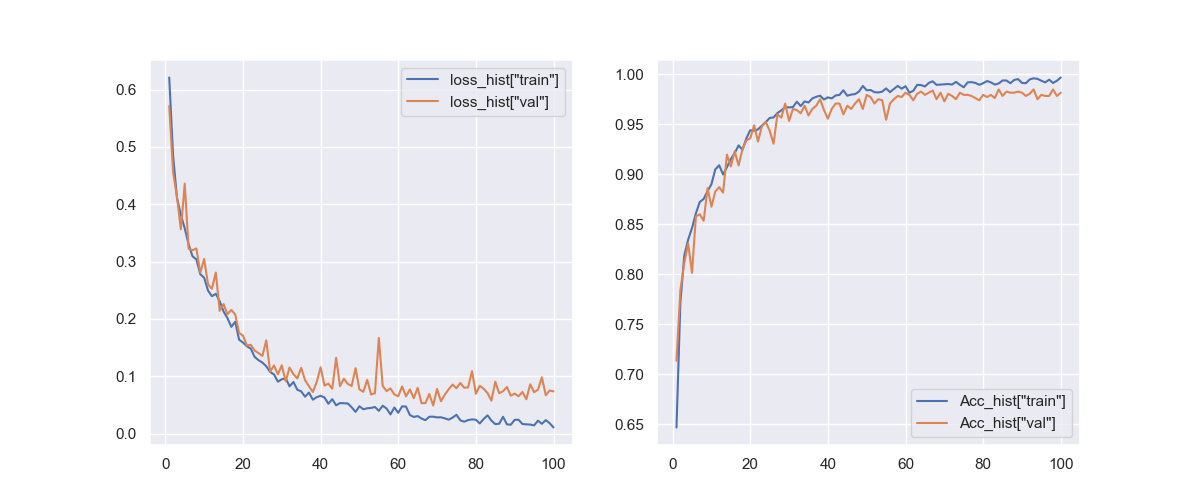 loss_hist["train"]
loss_hist["val"]
0.6
0.5
0.4
0.3
0.2
0.1
0.0
0 20 40 60 80 100
1.00
0.95
0.90
0.85
0.80
0.75
0.70
0.65
Acc_hist["train"]
Acc_hist["val"]
0 20 40 60 80 100